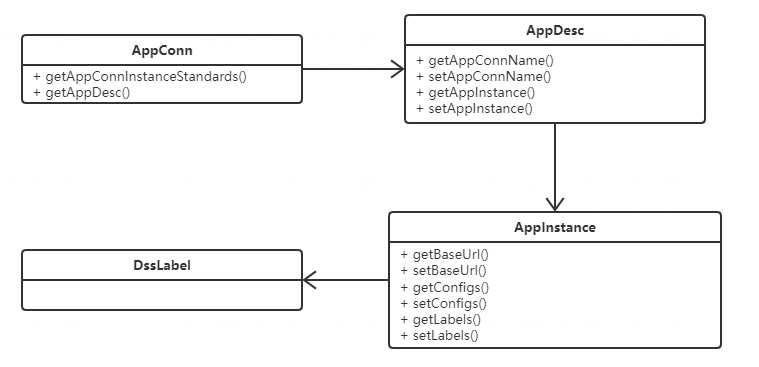 AppConn
+ getAppConnInstanceStandards()
+ getAppDesc()
AppDesc
+ getAppConnName()
+ setAppConnName()
+ getAppInstance()
+ setAppInstance()
AppInstance
+ getBaseUrl()
+ setBaseUrl()
+ getConfigs()
+ setConfigs()
+ getLabels()
+ setLabels()
DssLabel